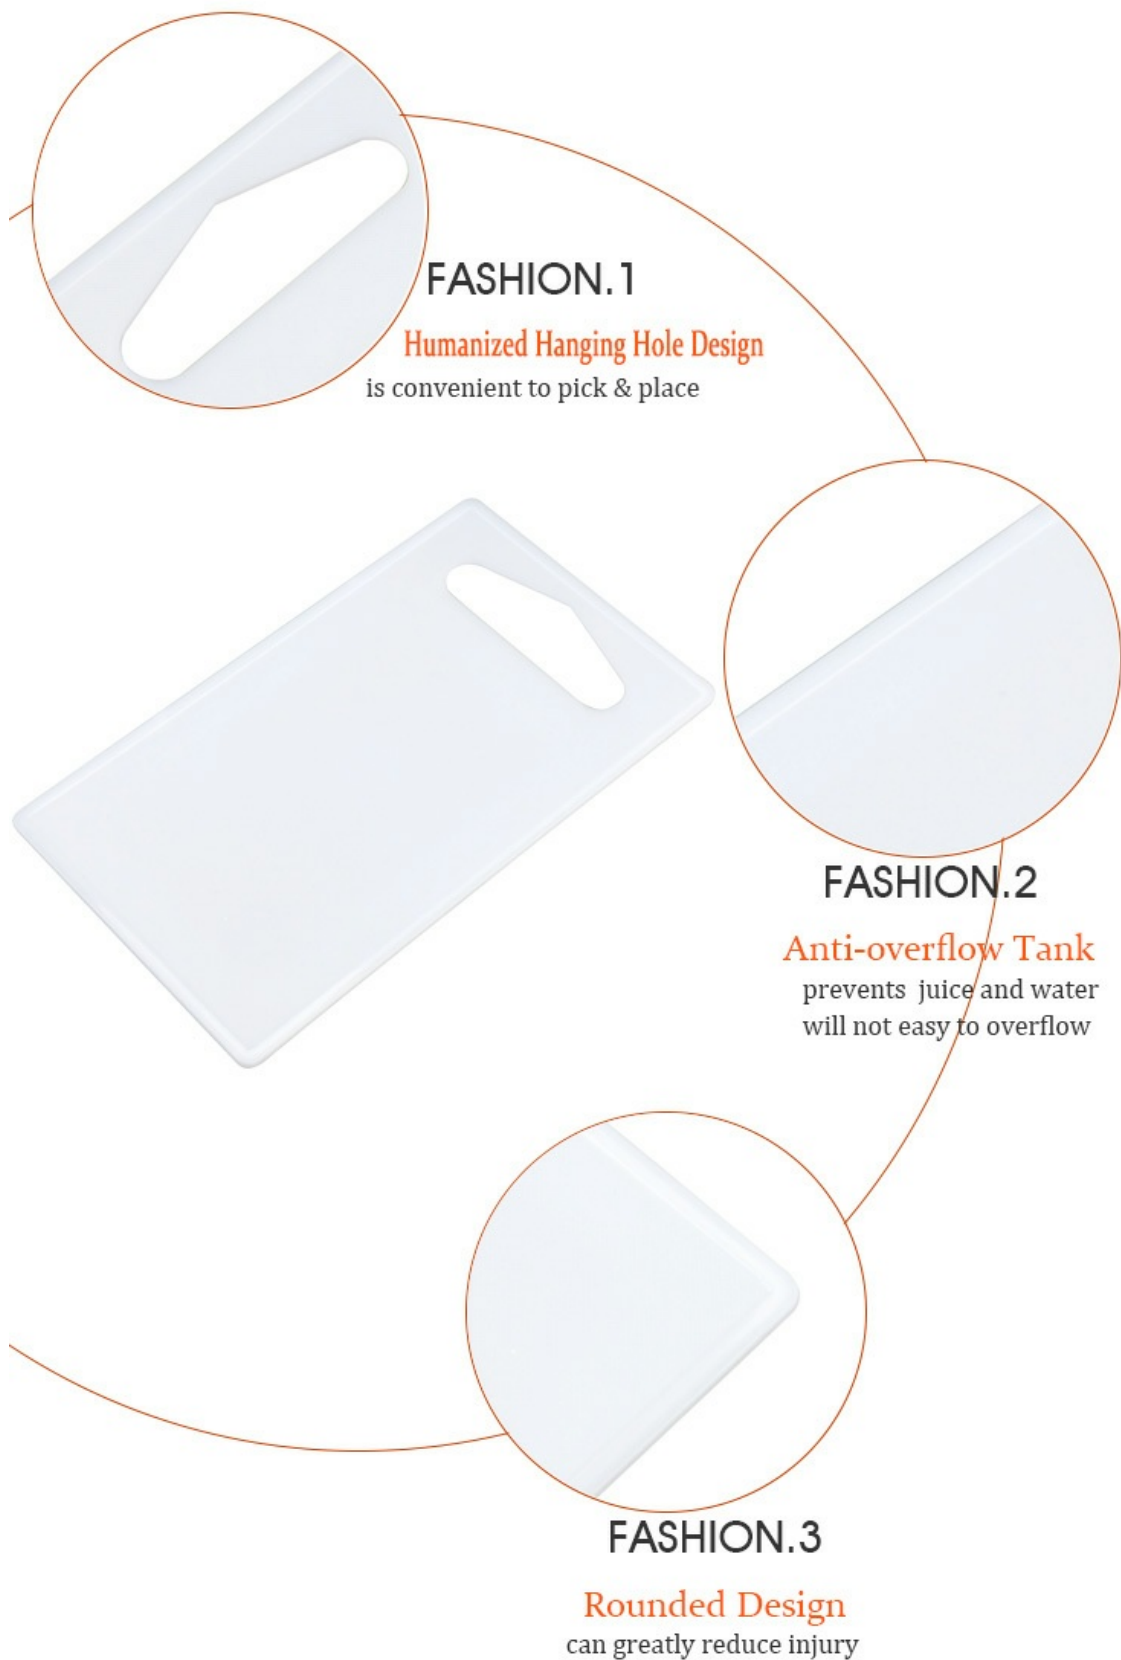 FASHION.1
Humanized Hanging Hole Design
is convenient to pick & place
FASHION.2
Anti-overflow Tank
prevents juice and water
will not easy to overflow
FASHION.3
Rounded Design
can greatly reduce injury